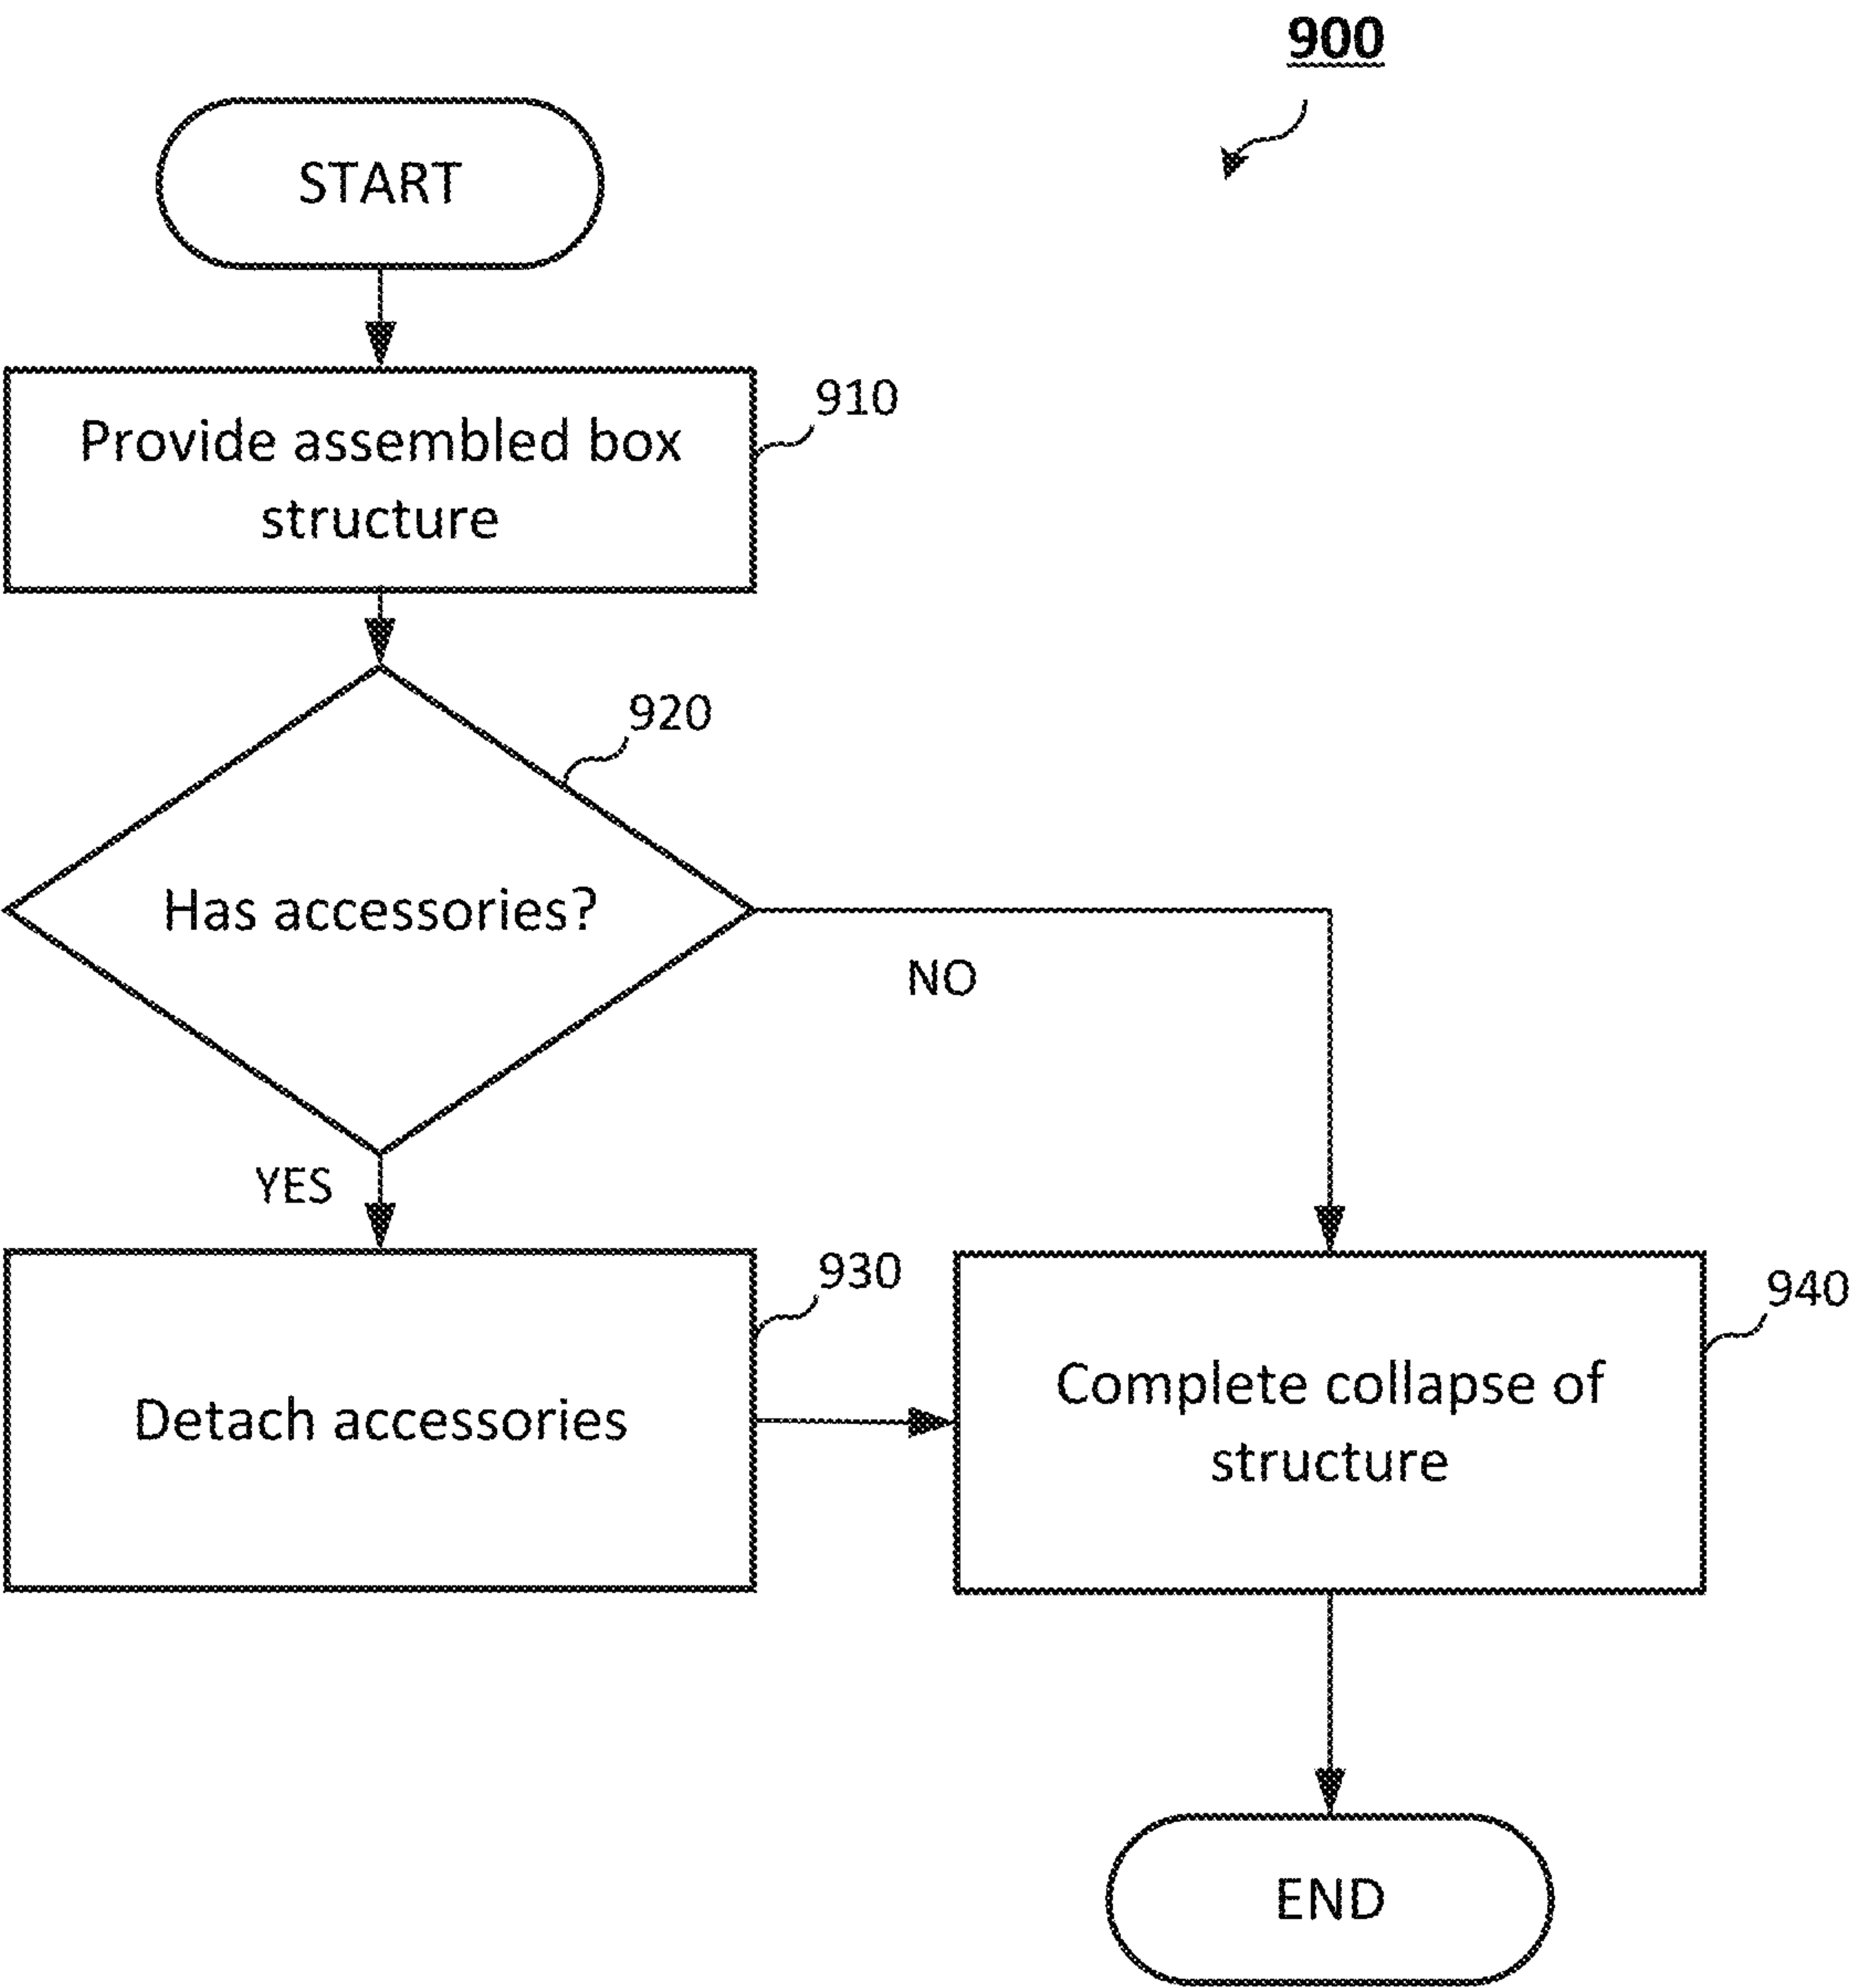 900
START
910
Provide assembled box
structure
920
Has accessories?
NO
YES
930
Detach accessories
940
Complete collapse of
structure
END